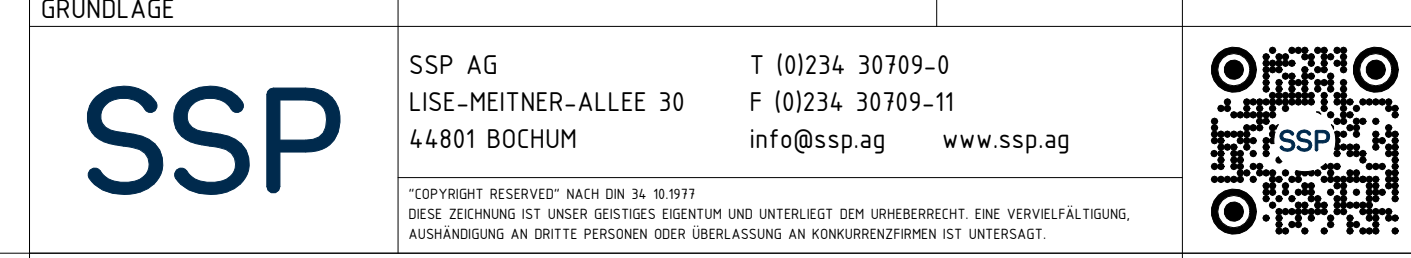 GRUNDLAGE
SSP
SSP AG
LISE-MEITNER-ALLEE 30
44801 BOCHUM
T (0)234 30709-0
F (0)234 30709-11
info@ssp.ag www.ssp.ag
"COPYRIGHT RESERVED" NACH DIN 34 10.1977
DIESE ZEICHNUNG IST UNSER GEISTIGES EIGENTUM UND UNTERLIEGT DEM URHEBERRECHT. EINE VERVIELFÄLTIGUNG,
AUSHÄNDIGUNG AN DRITTE PERSONEN ODER ÜBERLASSUNG AN KONKURRENZFIRMEN IST UNTERSAGT.
SSP